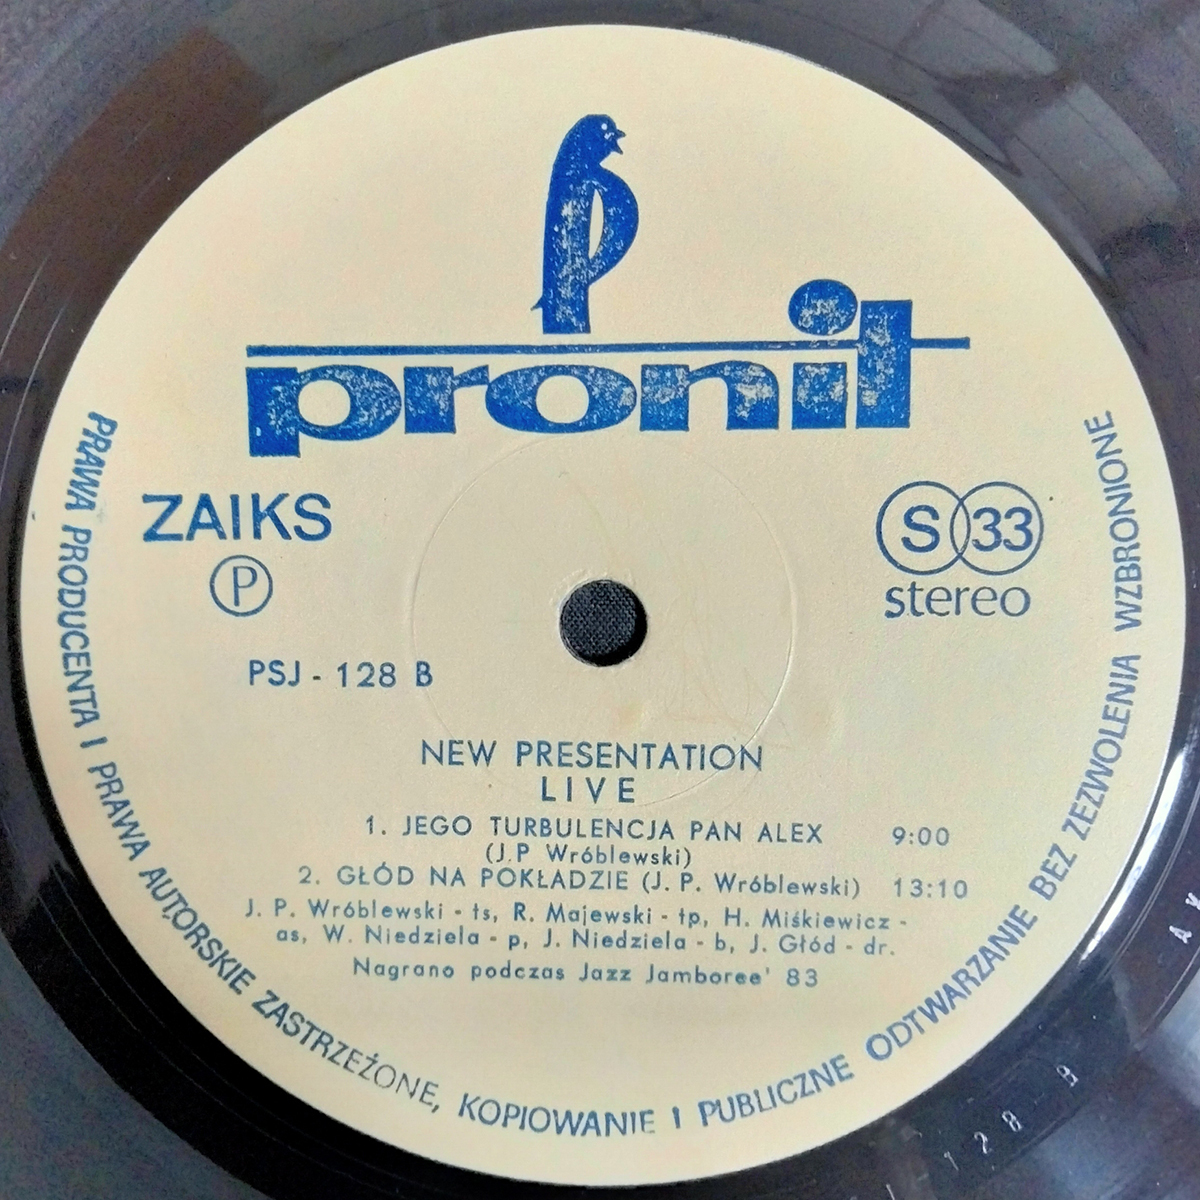 pronit
ZAIKS
P
S 33
stereo
PSJ - 128 B
NEW PRESENTATION
LIVE
1. JEGO TURBULENCJA PAN ALEX 9:00
(J.P Wróblewski)
2. GŁÓD NA POKŁADZIE (J. P. Wróblewski) 13:10
J. P. Wróblewski - ts, R. Majewski - tp, H. Miśkiewicz -
as, W. Niedziela - p, J. Niedziela - b, J. Głód - dr.
Nagrano podczas Jazz Jamboree' 83
PRAWA PRODUCENTA I PRAWA AUTORSKIE ZASTRZEŻONE, KOPIOWANIE I PUBLICZNE ODTWARZANIE BEZ ZEZWOLENIA WZBRONIONE
128 B